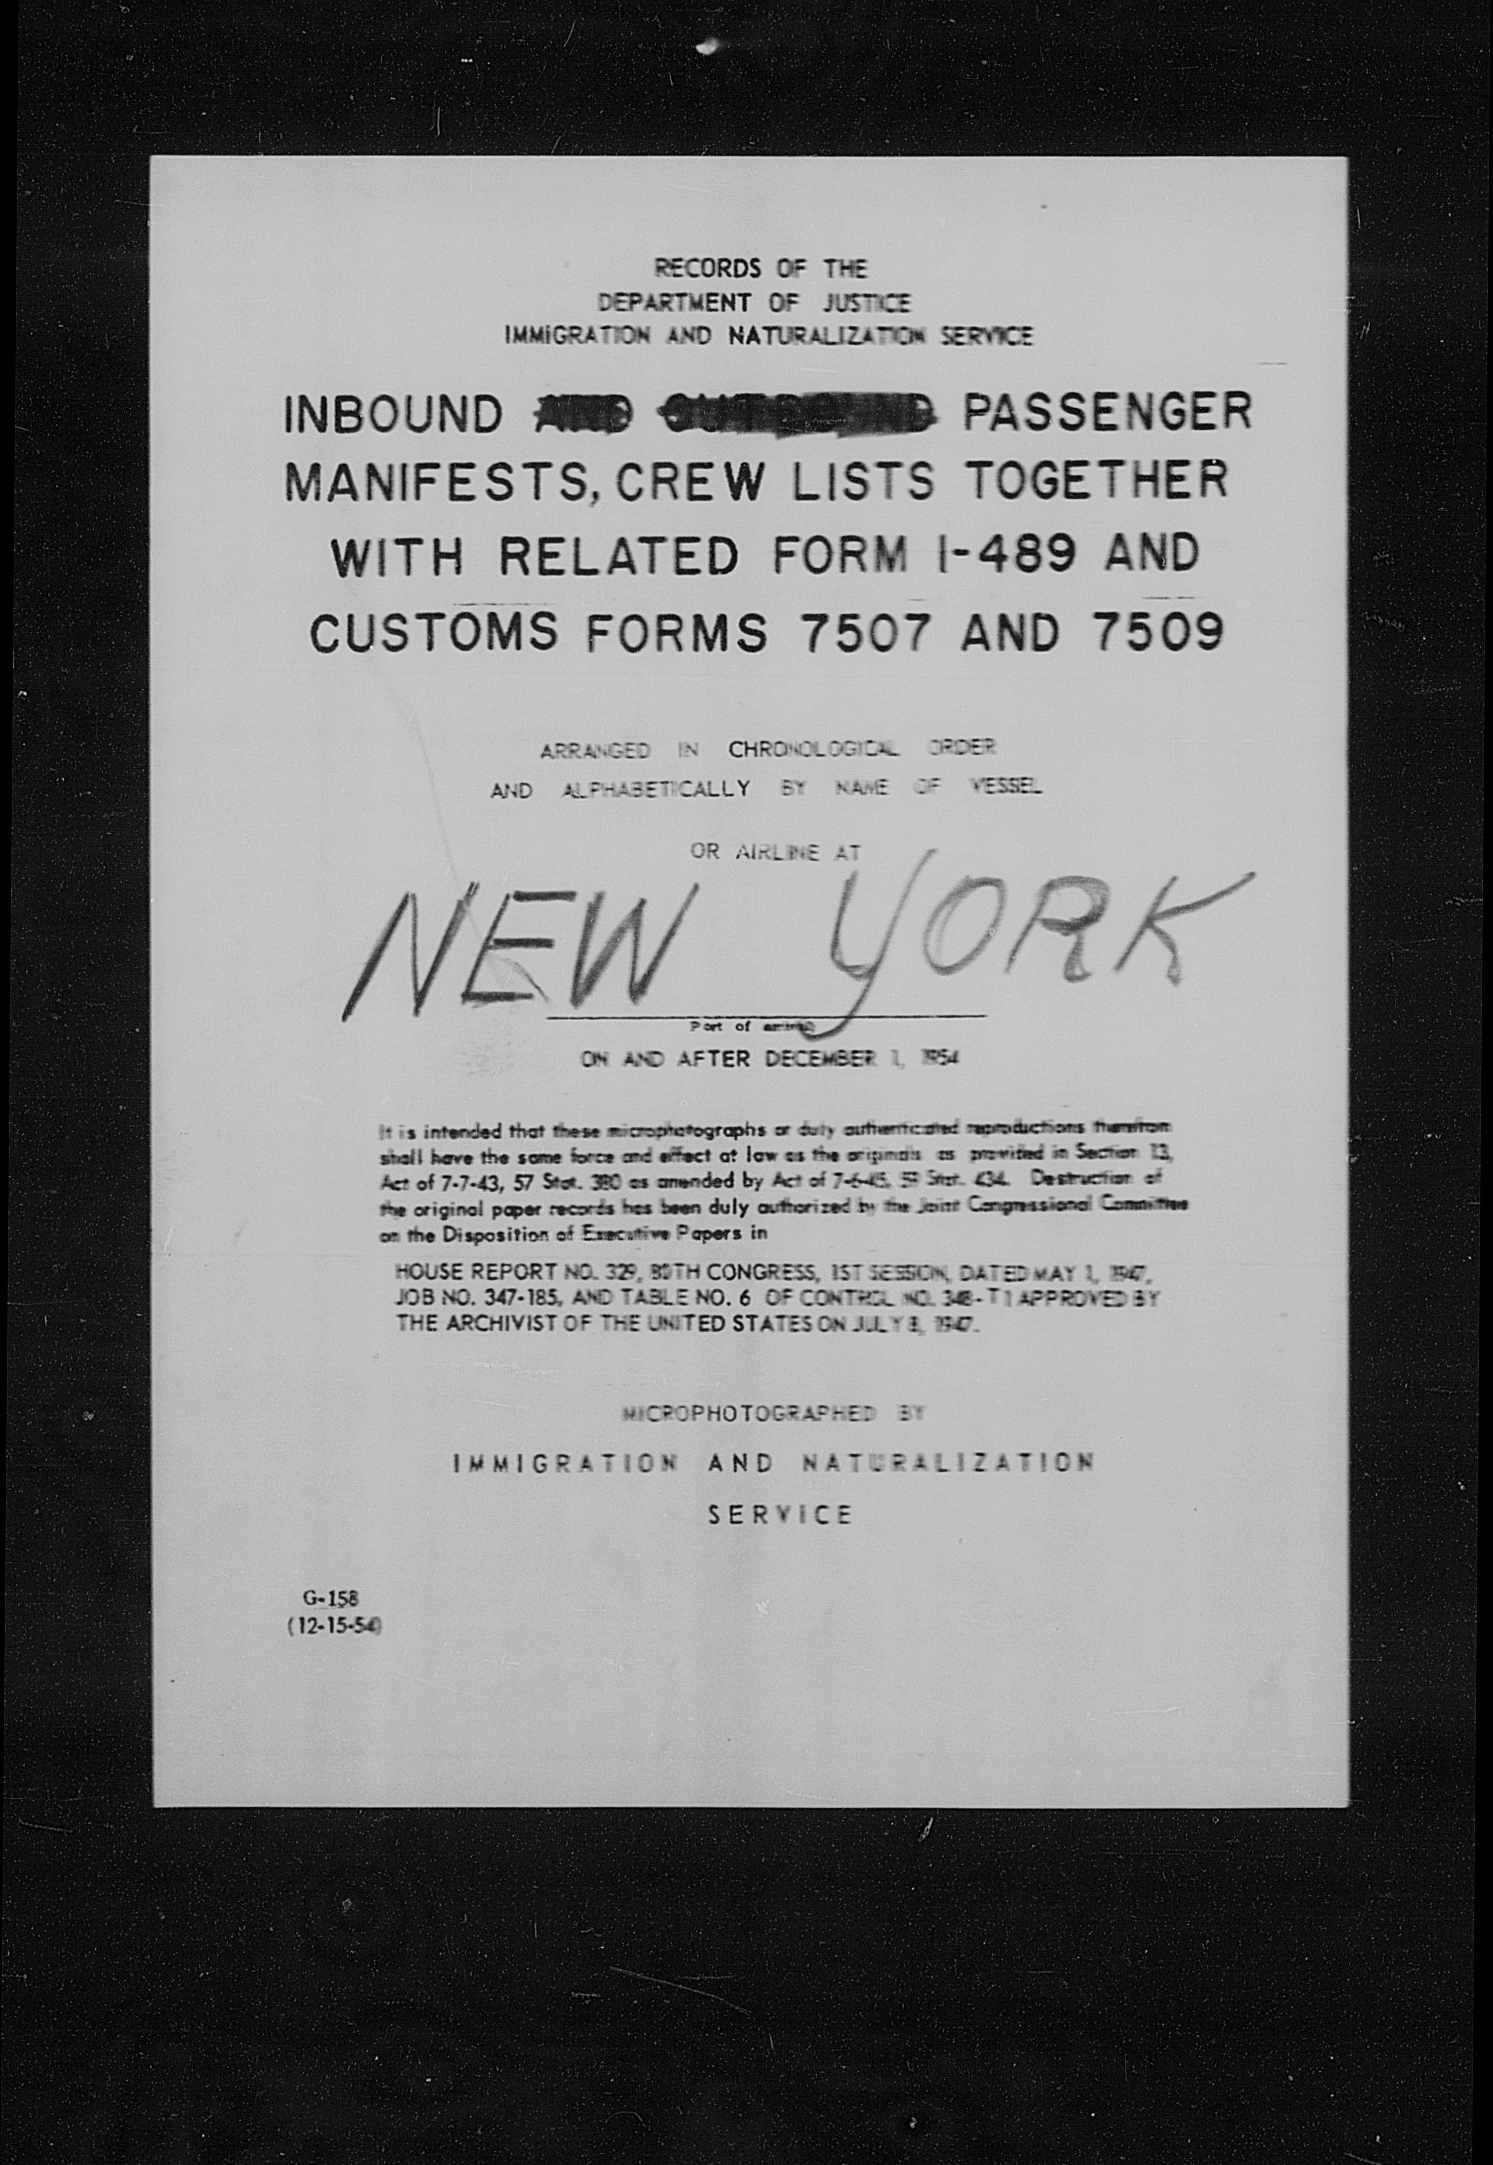 RECORDS OF THE
DEPARTMENT OF JUSTICE
IMMIGRATION AND NATURALIZATION SERVICE
INBOUND AND OUTBOUND PASSENGER
MANIFESTS, CREW LISTS TOGETHER
WITH RELATED FORM I-489 AND
CUSTOMS FORMS 7507 AND 7509
ARRANGED IN CHRONOLOGICAL ORDER
AND ALPHABETICALLY BY NAME OF VESSEL
OR AIRLINE AT
NEW YORK
Port of arrival
ON AND AFTER DECEMBER 1, 1954
It is intended that these microphotographs or duly authenticated reproductions therefrom
shall have the same force and effect at law as the originals as provided in Section 13,
Act of 7-7-43, 57 Stat. 380 as amended by Act of 7-6-45, 59 Stat. 434. Destruction of
the original paper records has been duly authorized by the Joint Congressional Committee
on the Disposition of Executive Papers in
HOUSE REPORT NO. 329, 80TH CONGRESS, 1ST SESSION, DATED MAY 1, 1947,
JOB NO. 347-185, AND TABLE NO. 6 OF CONTROL NO. 348-T1 APPROVED BY
THE ARCHIVIST OF THE UNITED STATES ON JULY 8, 1947.
MICROPHOTOGRAPHED BY
IMMIGRATION AND NATURALIZATION
SERVICE
G-158
(12-15-54)